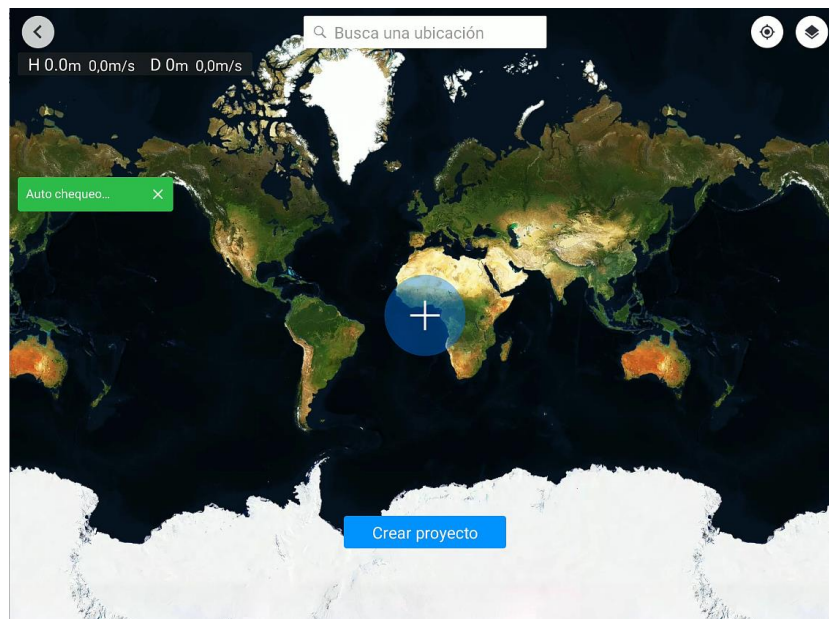 Busca una ubicación
H 0.0m 0,0m/s D 0m 0,0m/s
Auto chequeo...
Crear proyecto